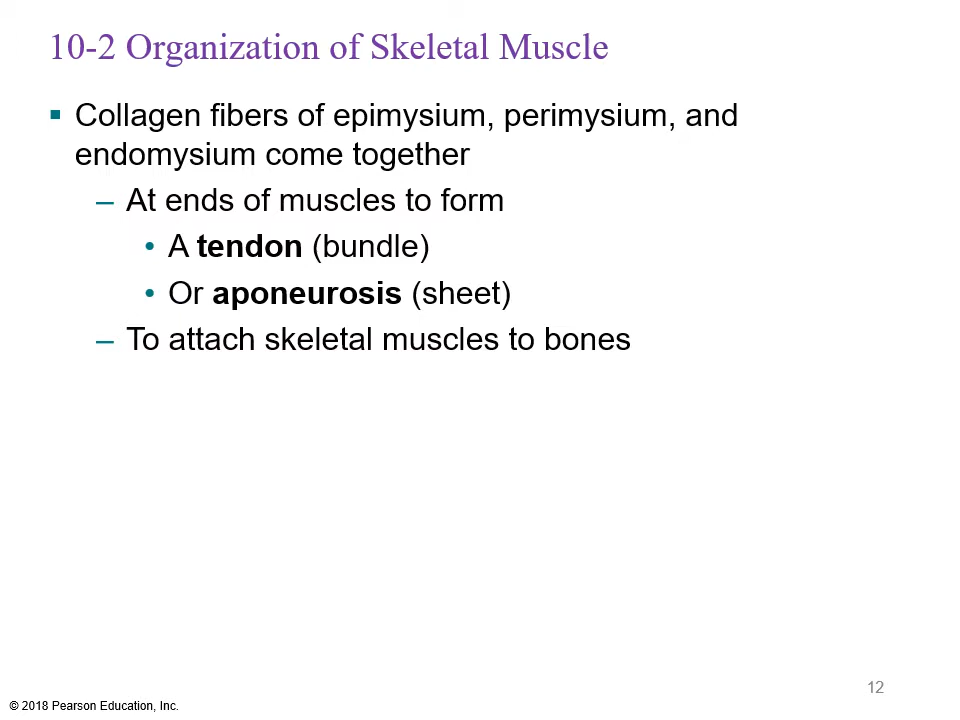 10-2 Organization of Skeletal Muscle
▪ Collagen fibers of epimysium, perimysium, and
endomysium come together
– At ends of muscles to form
• A tendon (bundle)
• Or aponeurosis (sheet)
– To attach skeletal muscles to bones
12
© 2018 Pearson Education, Inc.